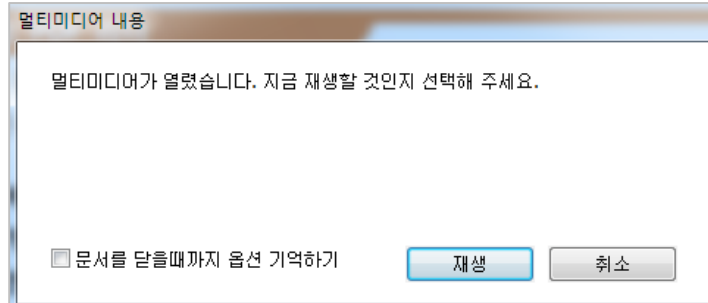 멀티미디어 내용
멀티미디어가 열렸습니다. 지금 재생할 것인지 선택해 주세요.
문서를 닫을때까지 옵션 기억하기
재생
취소